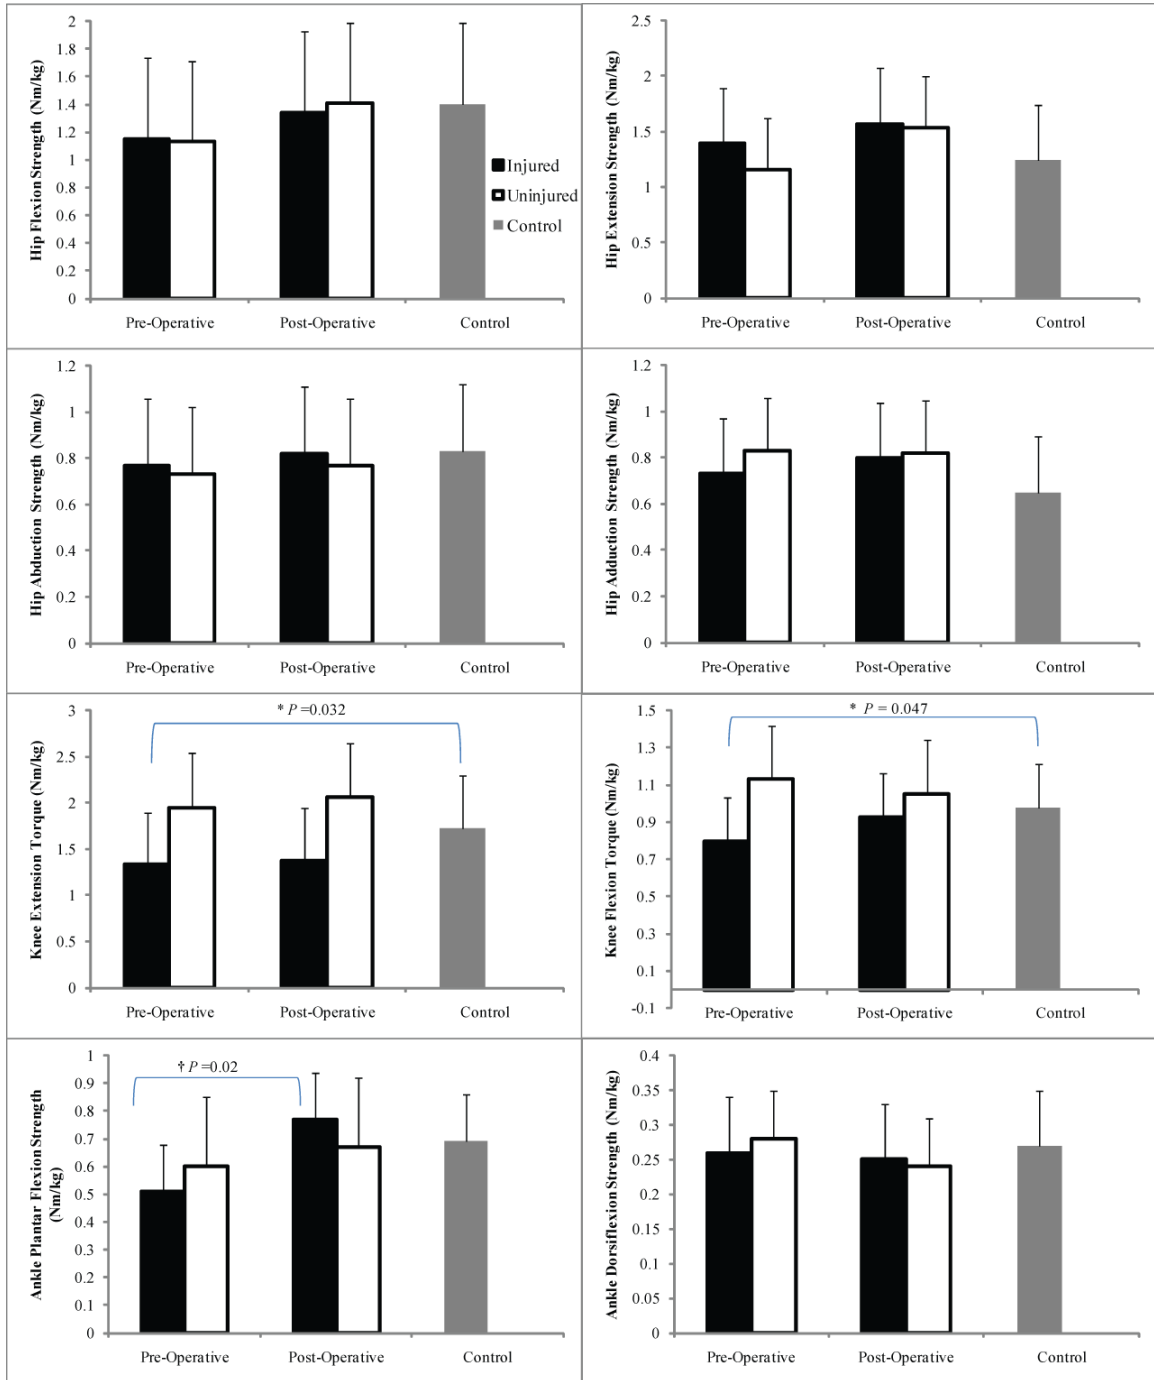 Hip Flexion Strength (Nm/kg)
2
1.8
1.6
1.4
1.2
1
0.8
0.6
0.4
0.2
0
Injured
Uninjured
Control
Pre-Operative Post-Operative Control
Hip Extension Strength (Nm/kg)
2.5
2
1.5
1
0.5
0
Pre-Operative Post-Operative Control
Hip Abduction Strength (Nm/kg)
1.2
1
0.8
0.6
0.4
0.2
0
Pre-Operative Post-Operative Control
Hip Adduction Strength (Nm/kg)
1.2
1
0.8
0.6
0.4
0.2
0
Pre-Operative Post-Operative Control
Knee Extension Torque (Nm/kg)
* P =0.032
3
2.5
2
1.5
1
0.5
0
Pre-Operative Post-Operative Control
Knee Flexion Torque (Nm/kg)
* P = 0.047
1.5
1.3
1.1
0.9
0.7
0.5
0.3
0.1
-0.1
Pre-Operative Post-Operative Control
Ankle Plantar Flexion Strength
(Nm/kg)
† P =0.02
1
0.9
0.8
0.7
0.6
0.5
0.4
0.3
0.2
0.1
0
Pre-Operative Post-Operative Control
Ankle Dorsiflexion Strength (Nm/kg)
0.4
0.35
0.3
0.25
0.2
0.15
0.1
0.05
0
Pre-Operative Post-Operative Control